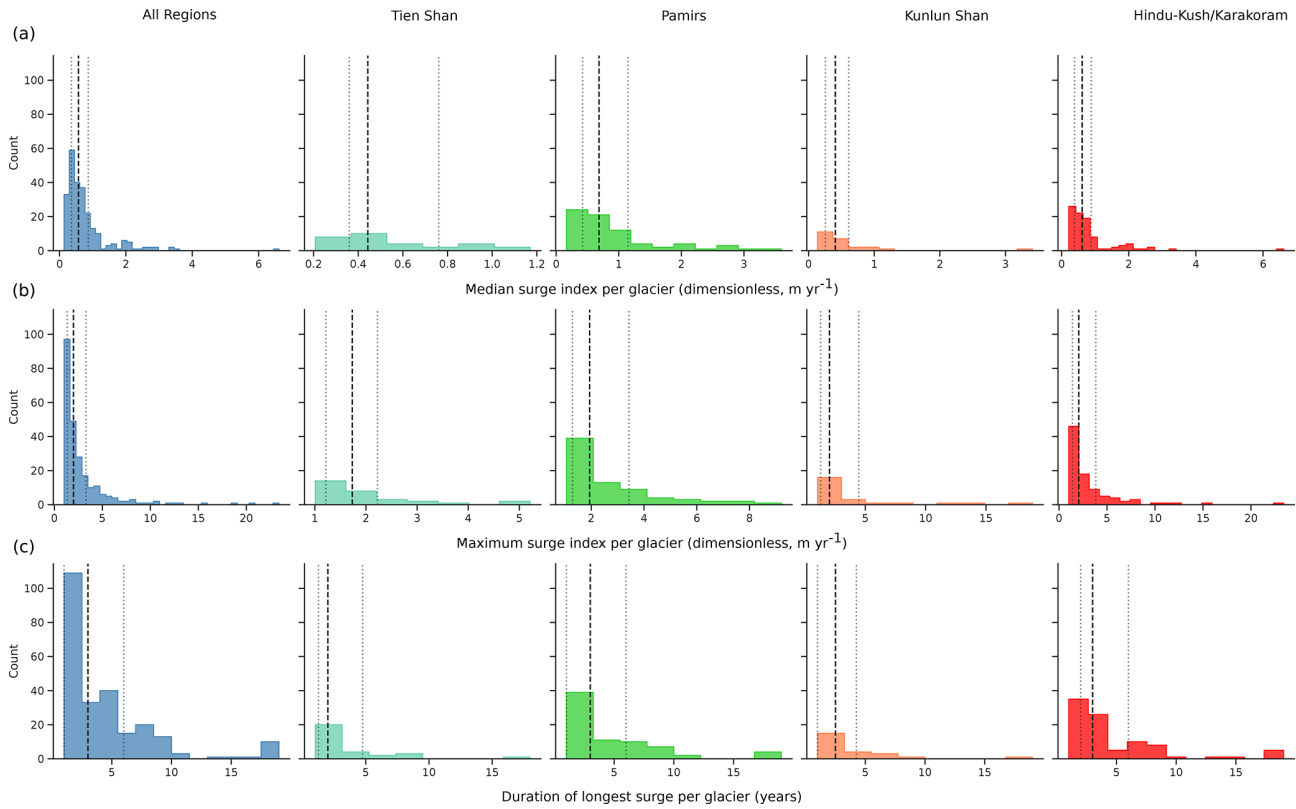 All Regions Tien Shan Pamirs Kunlun Shan Hindu-Kush/Karakoram
(a)
Count
100
80
60
40
20
0
0 2 4 6 0.2 0.4 0.6 0.8 1.0 1.2 0 1 2 3 0 1 2 3 0 2 4 6
Median surge index per glacier (dimensionless, m yr-1)
(b)
Count
100
80
60
40
20
0
0 5 10 15 20 1 2 3 4 5 2 4 6 8 5 10 15 0 5 10 15 20
Maximum surge index per glacier (dimensionless, m yr-1)
(c)
Count
100
80
60
40
20
0
5 10 15 5 10 15 5 10 15 5 10 15 5 10 15
Duration of longest surge per glacier (years)